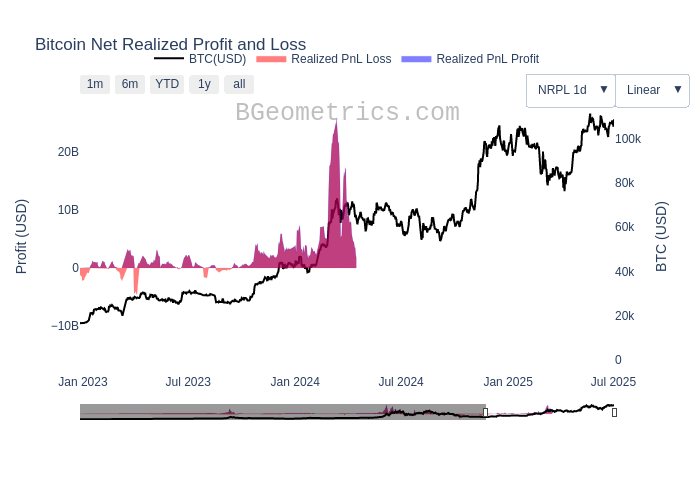 Bitcoin Net Realized Profit and Loss
BTC(USD) Realized PnL Loss Realized PnL Profit
1m 6m YTD 1y all NRPL 1d ▼ Linear ▼
BGeometrics.com
20B
10B
0
−10B
Profit (USD)
100k
80k
60k
40k
20k
0
BTC (USD)
Jan 2023 Jul 2023 Jan 2024 Jul 2024 Jan 2025 Jul 2025